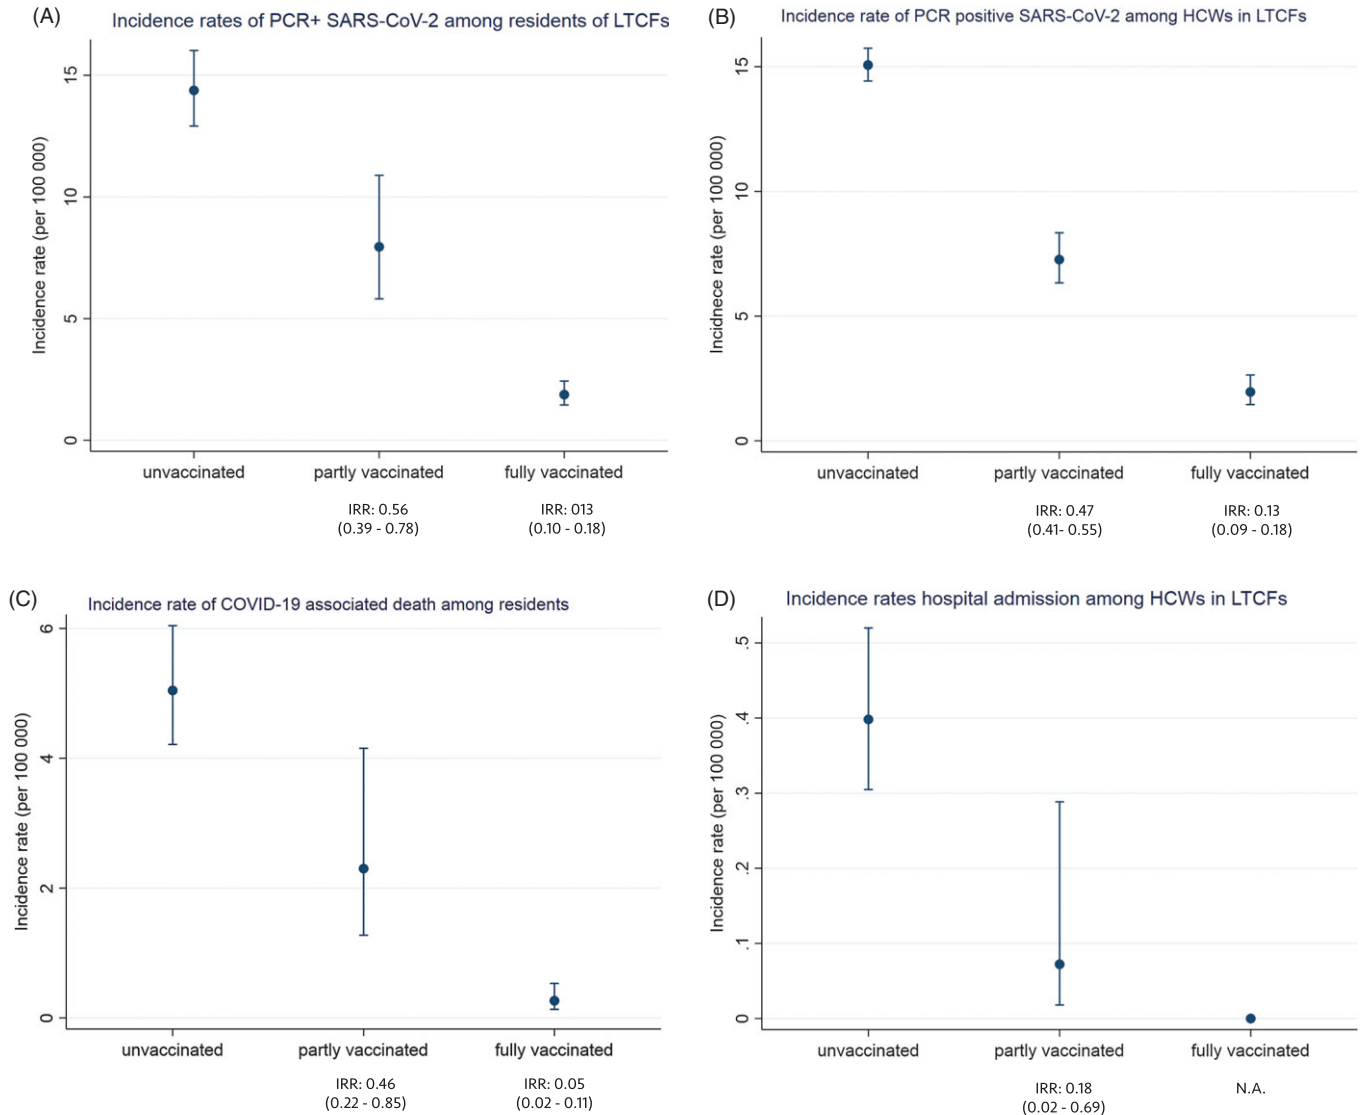 (A)
Incidence rates of PCR+ SARS-CoV-2 among residents of LTCFs
Incidence rate (per 100 000)
15
10
5
0
unvaccinated partly vaccinated fully vaccinated
IRR: 0.56 IRR: 013
(0.39 - 0.78) (0.10 - 0.18)
(B)
Incidence rate of PCR positive SARS-CoV-2 among HCWs in LTCFs
Incidnece rate (per 100 000)
15
10
5
0
unvaccinated partly vaccinated fully vaccinated
IRR: 0.47 IRR: 0.13
(0.41- 0.55) (0.09 - 0.18)
(C)
Incidence rate of COVID-19 associated death among residents
Incidence rate (per 100 000)
6
4
2
0
unvaccinated partly vaccinated fully vaccinated
IRR: 0.46 IRR: 0.05
(0.22 - 0.85) (0.02 - 0.11)
(D)
Incidence rates hospital admission among HCWs in LTCFs
Incidence rate (per 100 000)
.5
.4
.3
.2
.1
0
unvaccinated partly vaccinated fully vaccinated
IRR: 0.18 N.A.
(0.02 - 0.69)